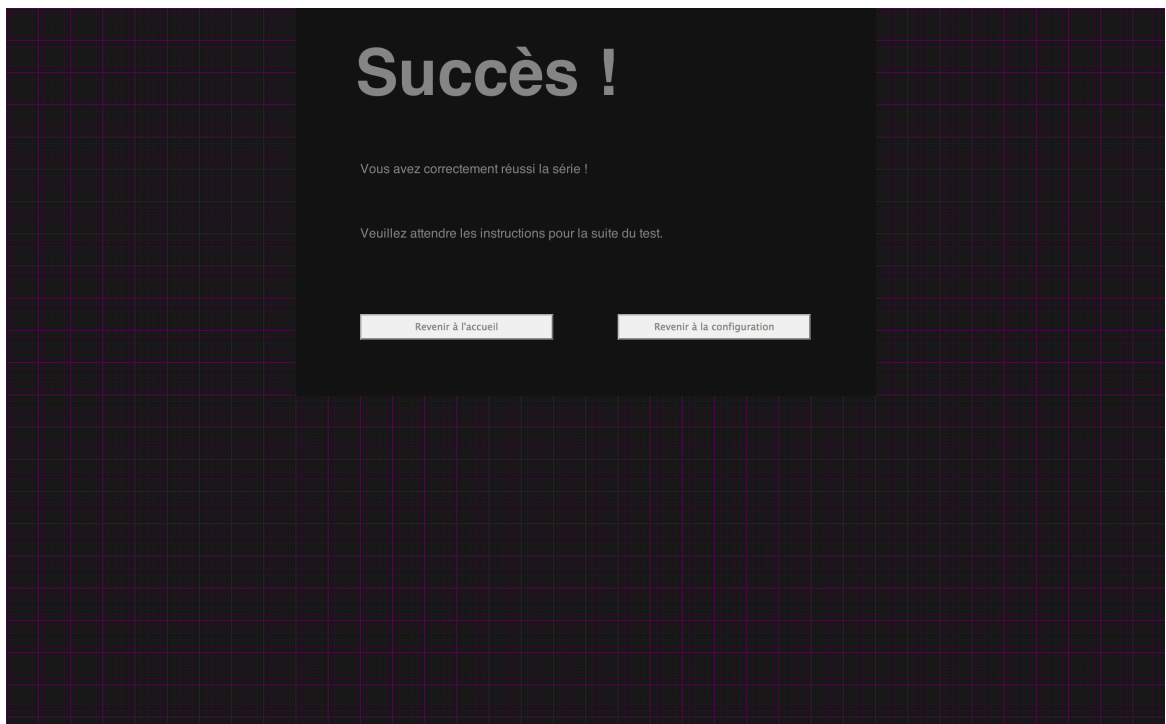 Succès !
Vous avez correctement réussi la série !
Veuillez attendre les instructions pour la suite du test.
Revenir à l'accueil
Revenir à la configuration